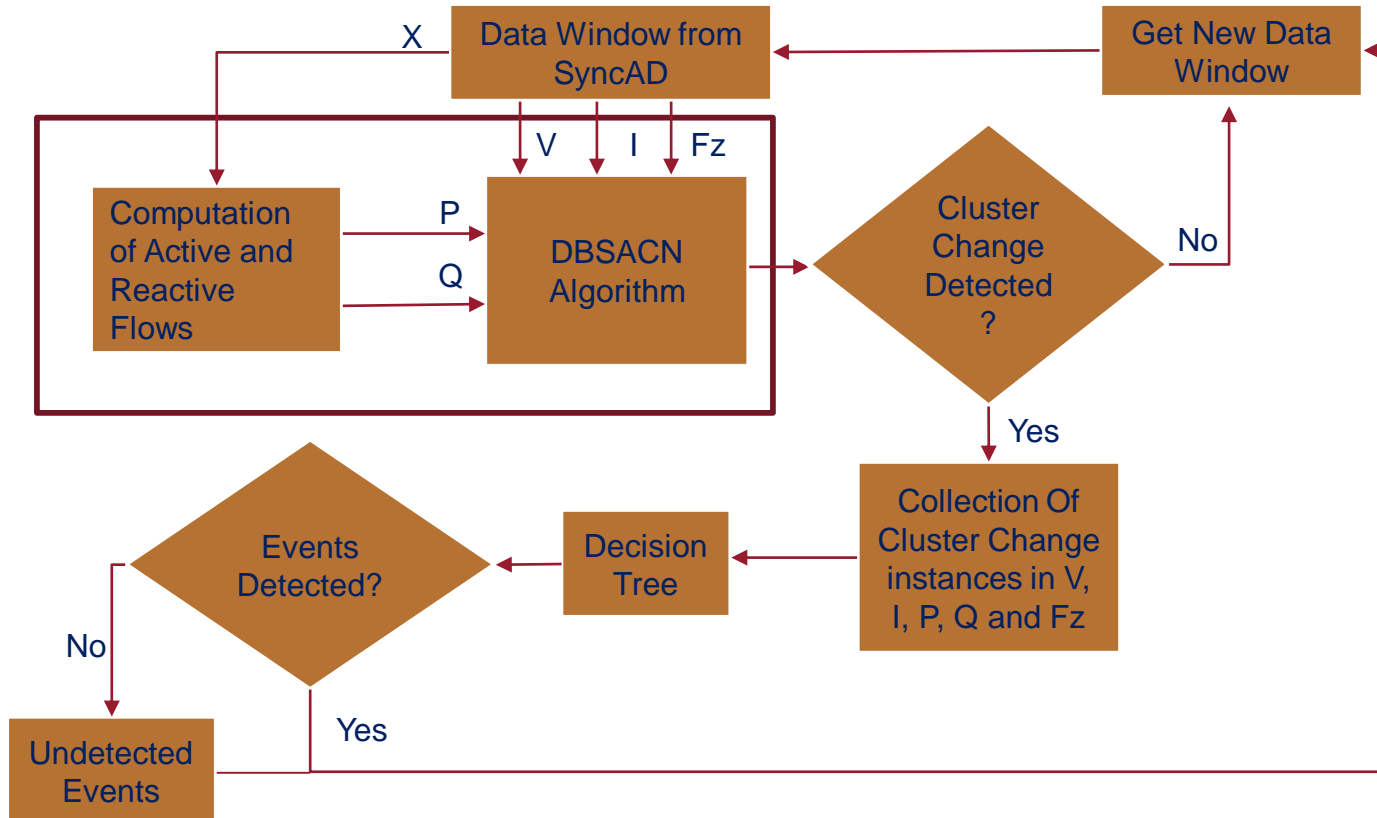 X
Data Window from
SyncAD
Get New Data
Window
V
I
Fz
Computation
of Active and
Reactive
Flows
P
Q
DBSACN
Algorithm
Cluster
Change
Detected
?
No
Yes
Collection Of
Cluster Change
instances in V,
I, P, Q and Fz
Decision
Tree
Events
Detected?
No
Yes
Undetected
Events